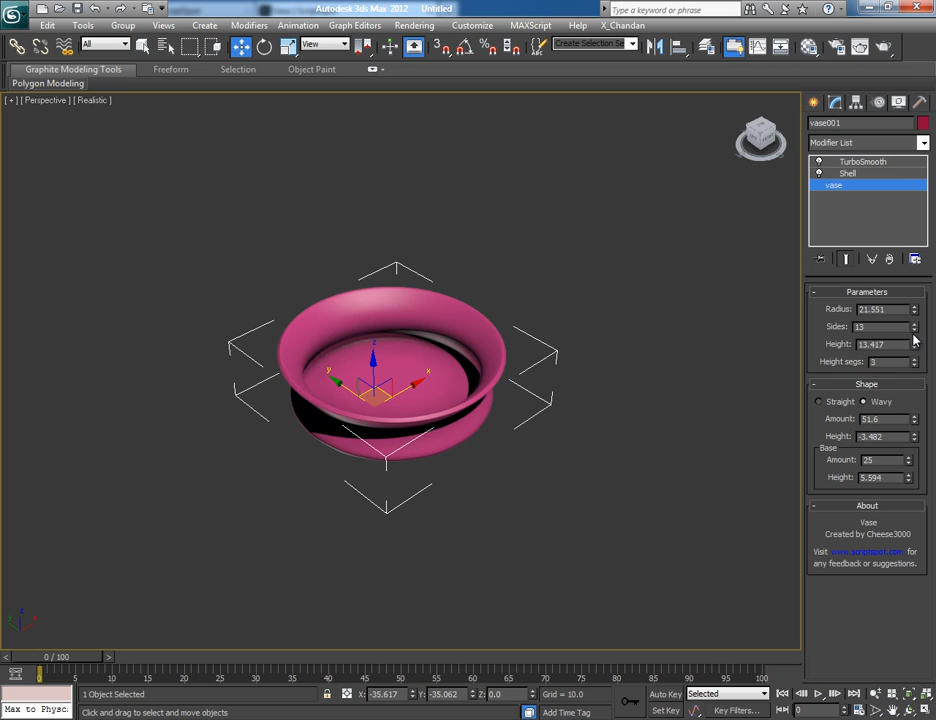 Autodesk 3ds Max 2012
Untitled
Type a keyword or phrase
Edit Tools Group Views Create Modifiers Animation Graph Editors Rendering Customize MAXScript Help X_Chandan
All
View
3
Create Selection Se
Graphite Modeling Tools Freeform Selection Object Paint
Polygon Modeling
[ + ] [ Perspective ] [ Realistic ]
vase001
Modifier List
TurboSmooth
Shell
vase
- Parameters
Radius: 21.551
Sides: 13
Height: 13.417
Height segs: 3
- Shape
Straight Wavy
Amount: 51.6
Height: -3.482
Base
Amount: 25
Height: 5.594
- About
Vase
Created by Cheese3000
Visit www.scriptspot.com for
any feedback or suggestions.
z
y
x
0 / 100
0 5 10 15 20 25 30 35 40 45 50 55 60 65 70 75 80 85 90 95 100
1 Object Selected
X: -35.617 Y: -35.062 Z: 0.0
Grid = 10.0
Auto Key Selected
Max to Physc
Click and drag to select and move objects
Add Time Tag
Set Key Key Filters...
0